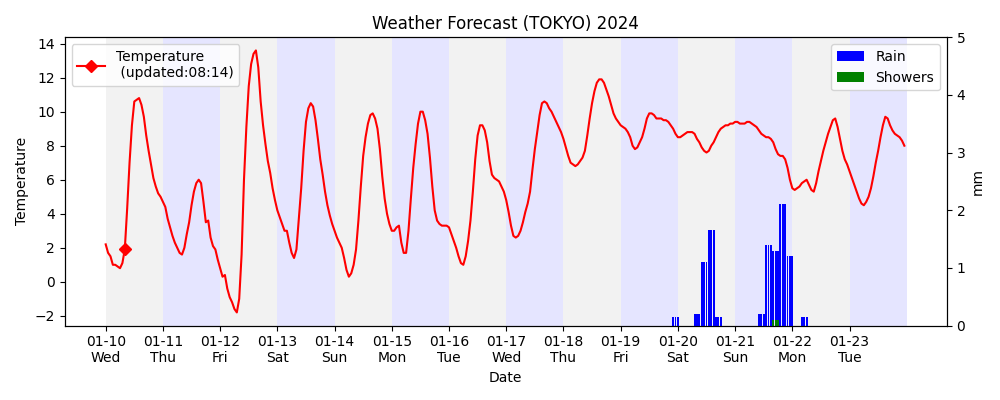 Weather Forecast (TOKYO) 2024
Temperature
(updated:08:14)
Rain
Showers
14
12
10
8
6
4
2
0
−2
Temperature
5
4
3
2
1
0
mm
01-10 01-11 01-12 01-13 01-14 01-15 01-16 01-17 01-18 01-19 01-20 01-21 01-22 01-23
Wed Thu Fri Sat Sun Mon Tue Wed Thu Fri Sat Sun Mon Tue
Date